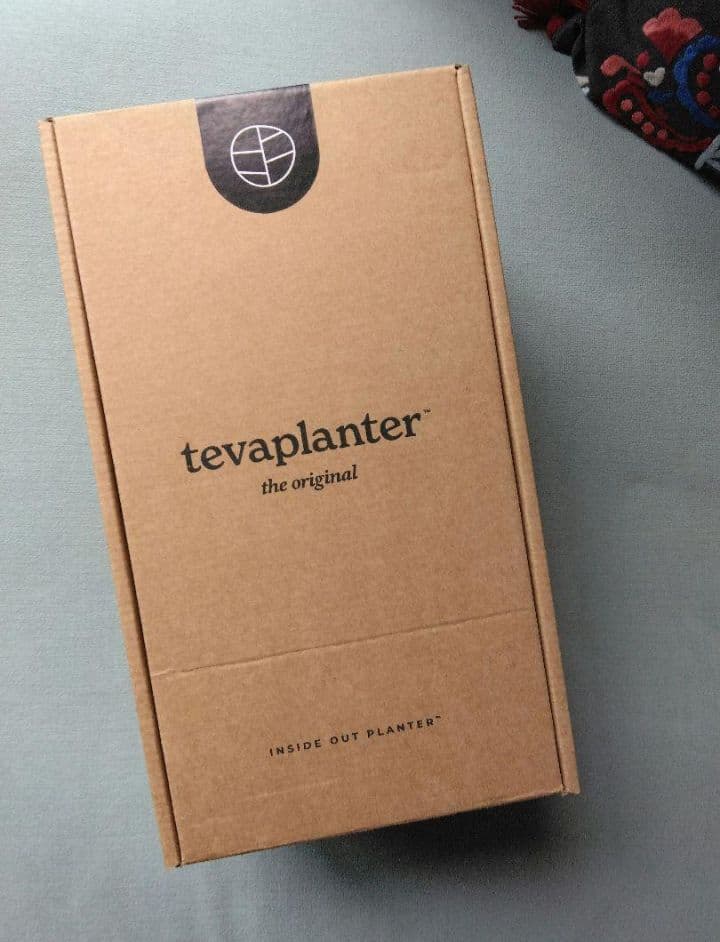 tevaplanter™
the original
INSIDE OUT PLANTER™